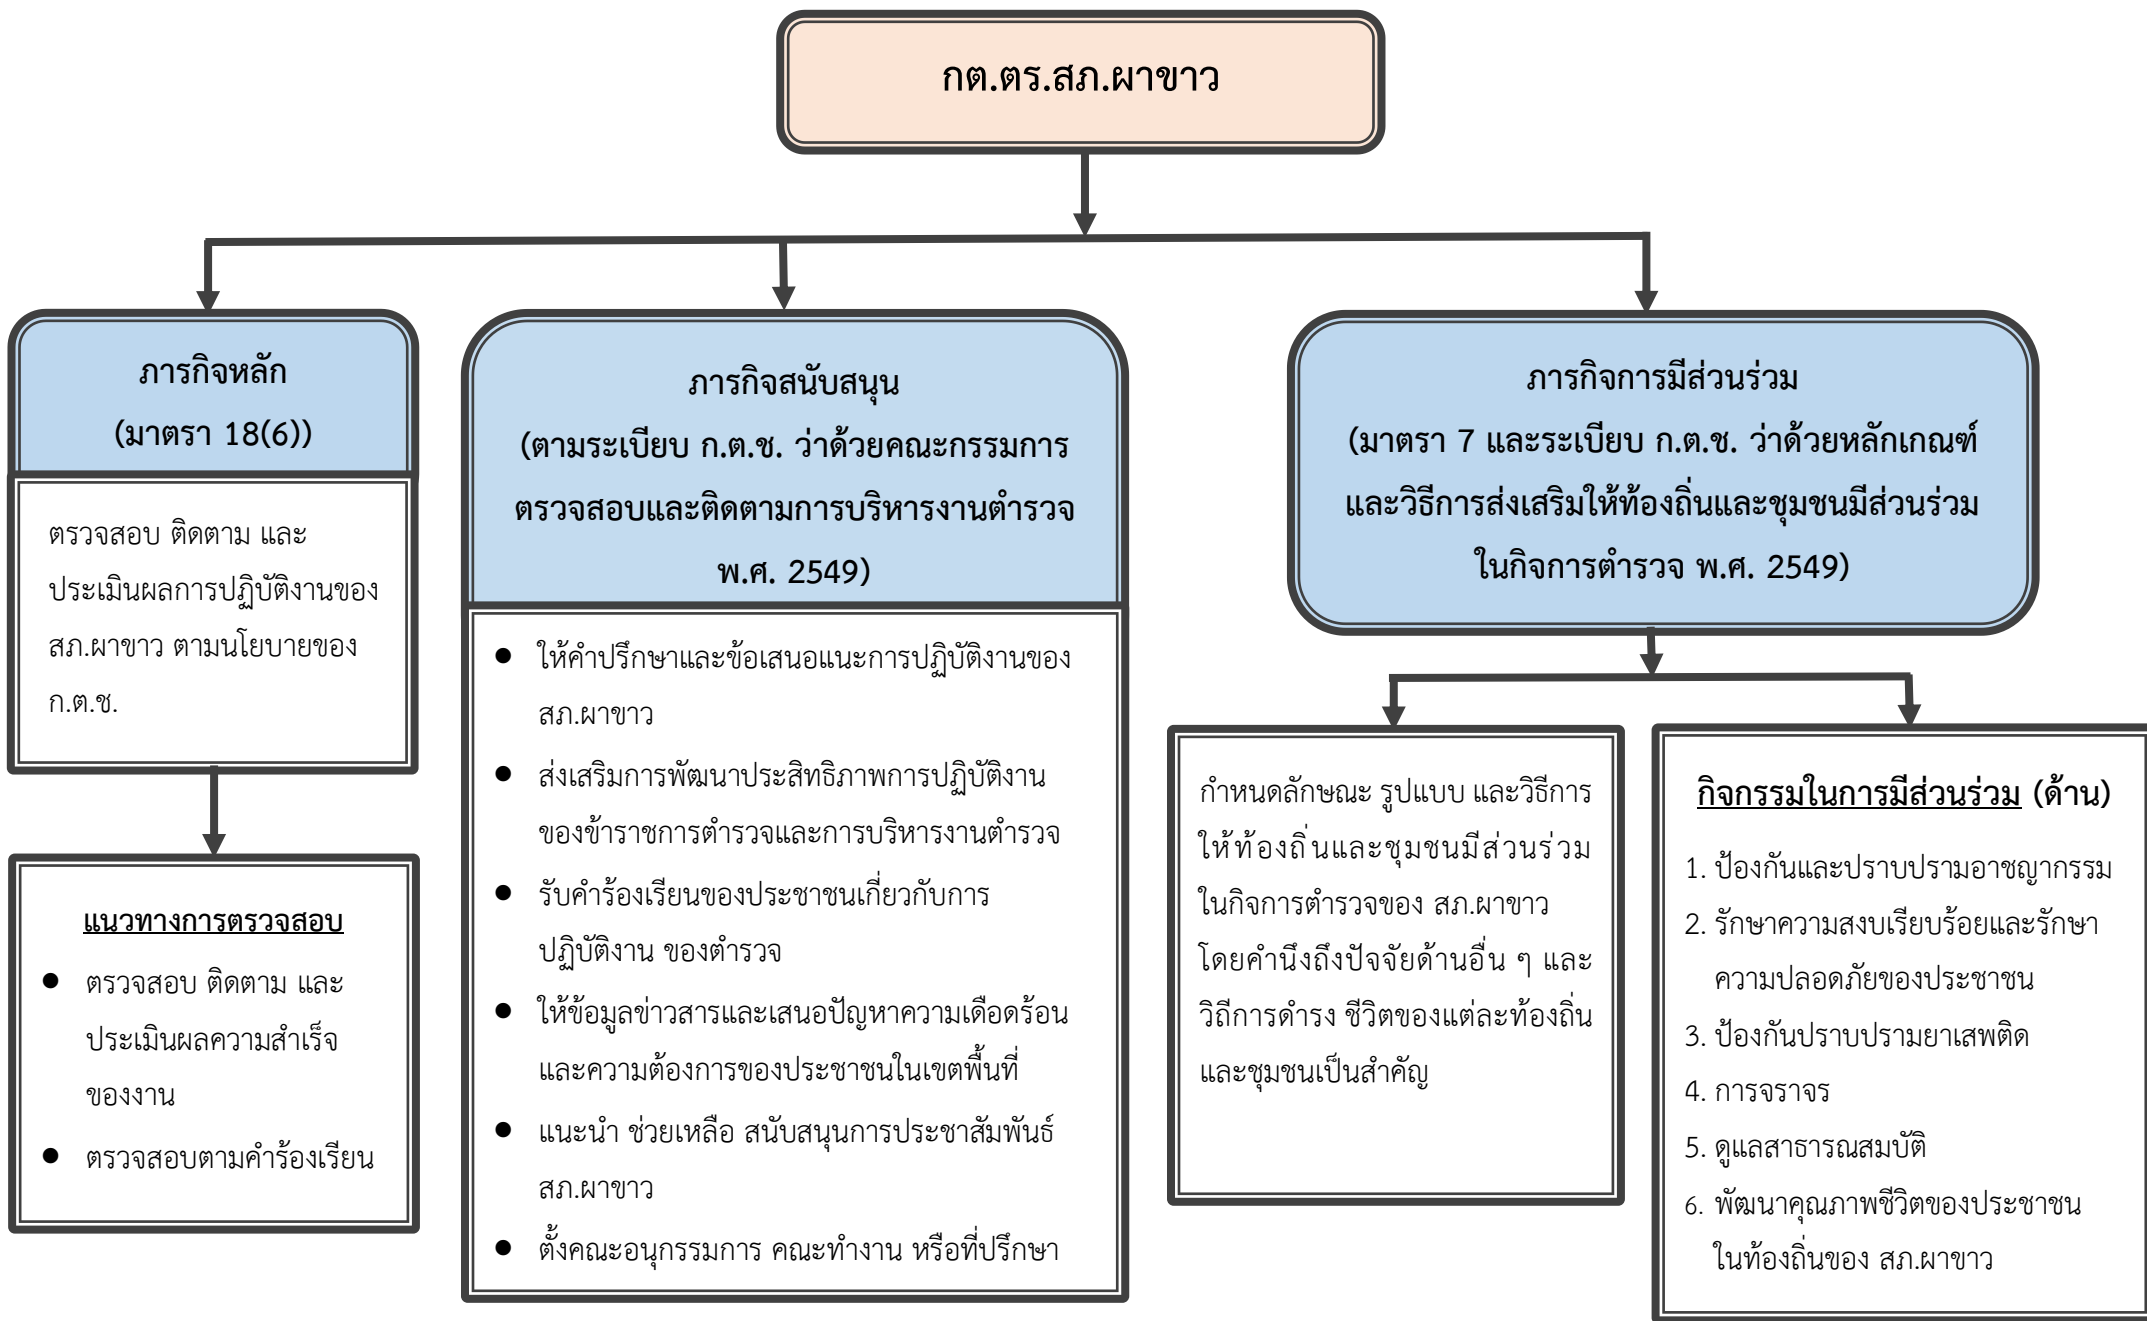 กต.ตร.สภ.ผาขาว
ภารกิจหลัก
(มาตรา 18(6))
ตรวจสอบ ติดตาม และ
ประเมินผลการปฏิบัติงานของ
สภ.ผาขาว ตามนโยบายของ
ก.ต.ช.
แนวทางการตรวจสอบ
● ตรวจสอบ ติดตาม และ
ประเมินผลความสำเร็จ
ของงาน
● ตรวจสอบตามคำร้องเรียน
ภารกิจสนับสนุน
(ตามระเบียบ ก.ต.ช. ว่าด้วยคณะกรรมการ
ตรวจสอบและติดตามการบริหารงานตำรวจ
พ.ศ. 2549)
● ให้คำปรึกษาและข้อเสนอแนะการปฏิบัติงานของ
สภ.ผาขาว
● ส่งเสริมการพัฒนาประสิทธิภาพการปฏิบัติงาน
ของข้าราชการตำรวจและการบริหารงานตำรวจ
● รับคำร้องเรียนของประชาชนเกี่ยวกับการ
ปฏิบัติงาน ของตำรวจ
● ให้ข้อมูลข่าวสารและเสนอปัญหาความเดือดร้อน
และความต้องการของประชาชนในเขตพื้นที่
● แนะนำ ช่วยเหลือ สนับสนุนการประชาสัมพันธ์
สภ.ผาขาว
● ตั้งคณะอนุกรรมการ คณะทำงาน หรือที่ปรึกษา
ภารกิจการมีส่วนร่วม
(มาตรา 7 และระเบียบ ก.ต.ช. ว่าด้วยหลักเกณฑ์
และวิธีการส่งเสริมให้ท้องถิ่นและชุมชนมีส่วนร่วม
ในกิจการตำรวจ พ.ศ. 2549)
กำหนดลักษณะ รูปแบบ และวิธีการ
ให้ท้องถิ่นและชุมชนมีส่วนร่วม
ในกิจการตำรวจของ สภ.ผาขาว
โดยคำนึงถึงปัจจัยด้านอื่น ๆ และ
วิถีการดำรง ชีวิตของแต่ละท้องถิ่น
และชุมชนเป็นสำคัญ
กิจกรรมในการมีส่วนร่วม (ด้าน)
1. ป้องกันและปราบปรามอาชญากรรม
2. รักษาความสงบเรียบร้อยและรักษา
ความปลอดภัยของประชาชน
3. ป้องกันปราบปรามยาเสพติด
4. การจราจร
5. ดูแลสาธารณสมบัติ
6. พัฒนาคุณภาพชีวิตของประชาชน
ในท้องถิ่นของ สภ.ผาขาว